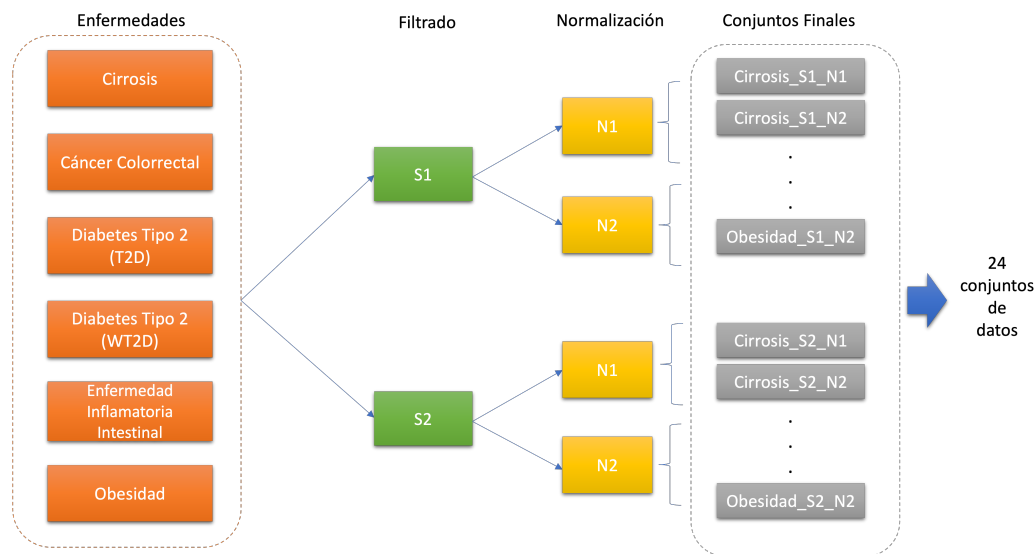 Enfermedades
Filtrado
Normalización
Conjuntos Finales
Cirrosis
Cáncer Colorrectal
Diabetes Tipo 2
(T2D)
Diabetes Tipo 2
(WT2D)
Enfermedad
Inflamatoria
Intestinal
Obesidad
S1
S2
N1
N2
N1
N2
Cirrosis_S1_N1
Cirrosis_S1_N2
.
.
.
Obesidad_S1_N2
Cirrosis_S2_N1
Cirrosis_S2_N2
.
.
.
Obesidad_S2_N2
24
conjuntos
de
datos